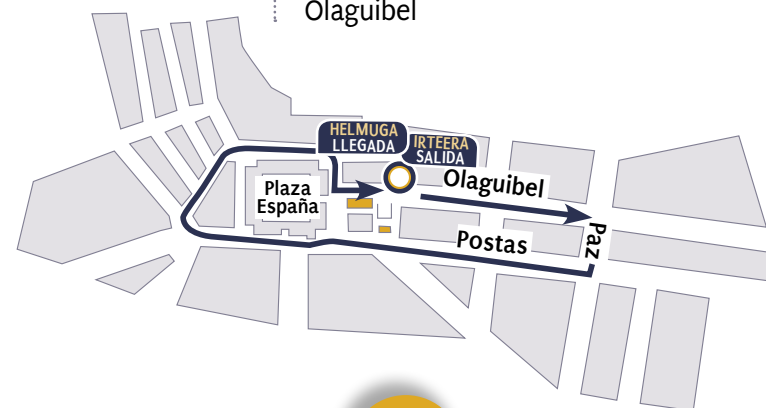 Olaguibel
HELMUGA
LLEGADA
IRTEERA
SALIDA
Olaguibel
Plaza
España
Postas
Paz